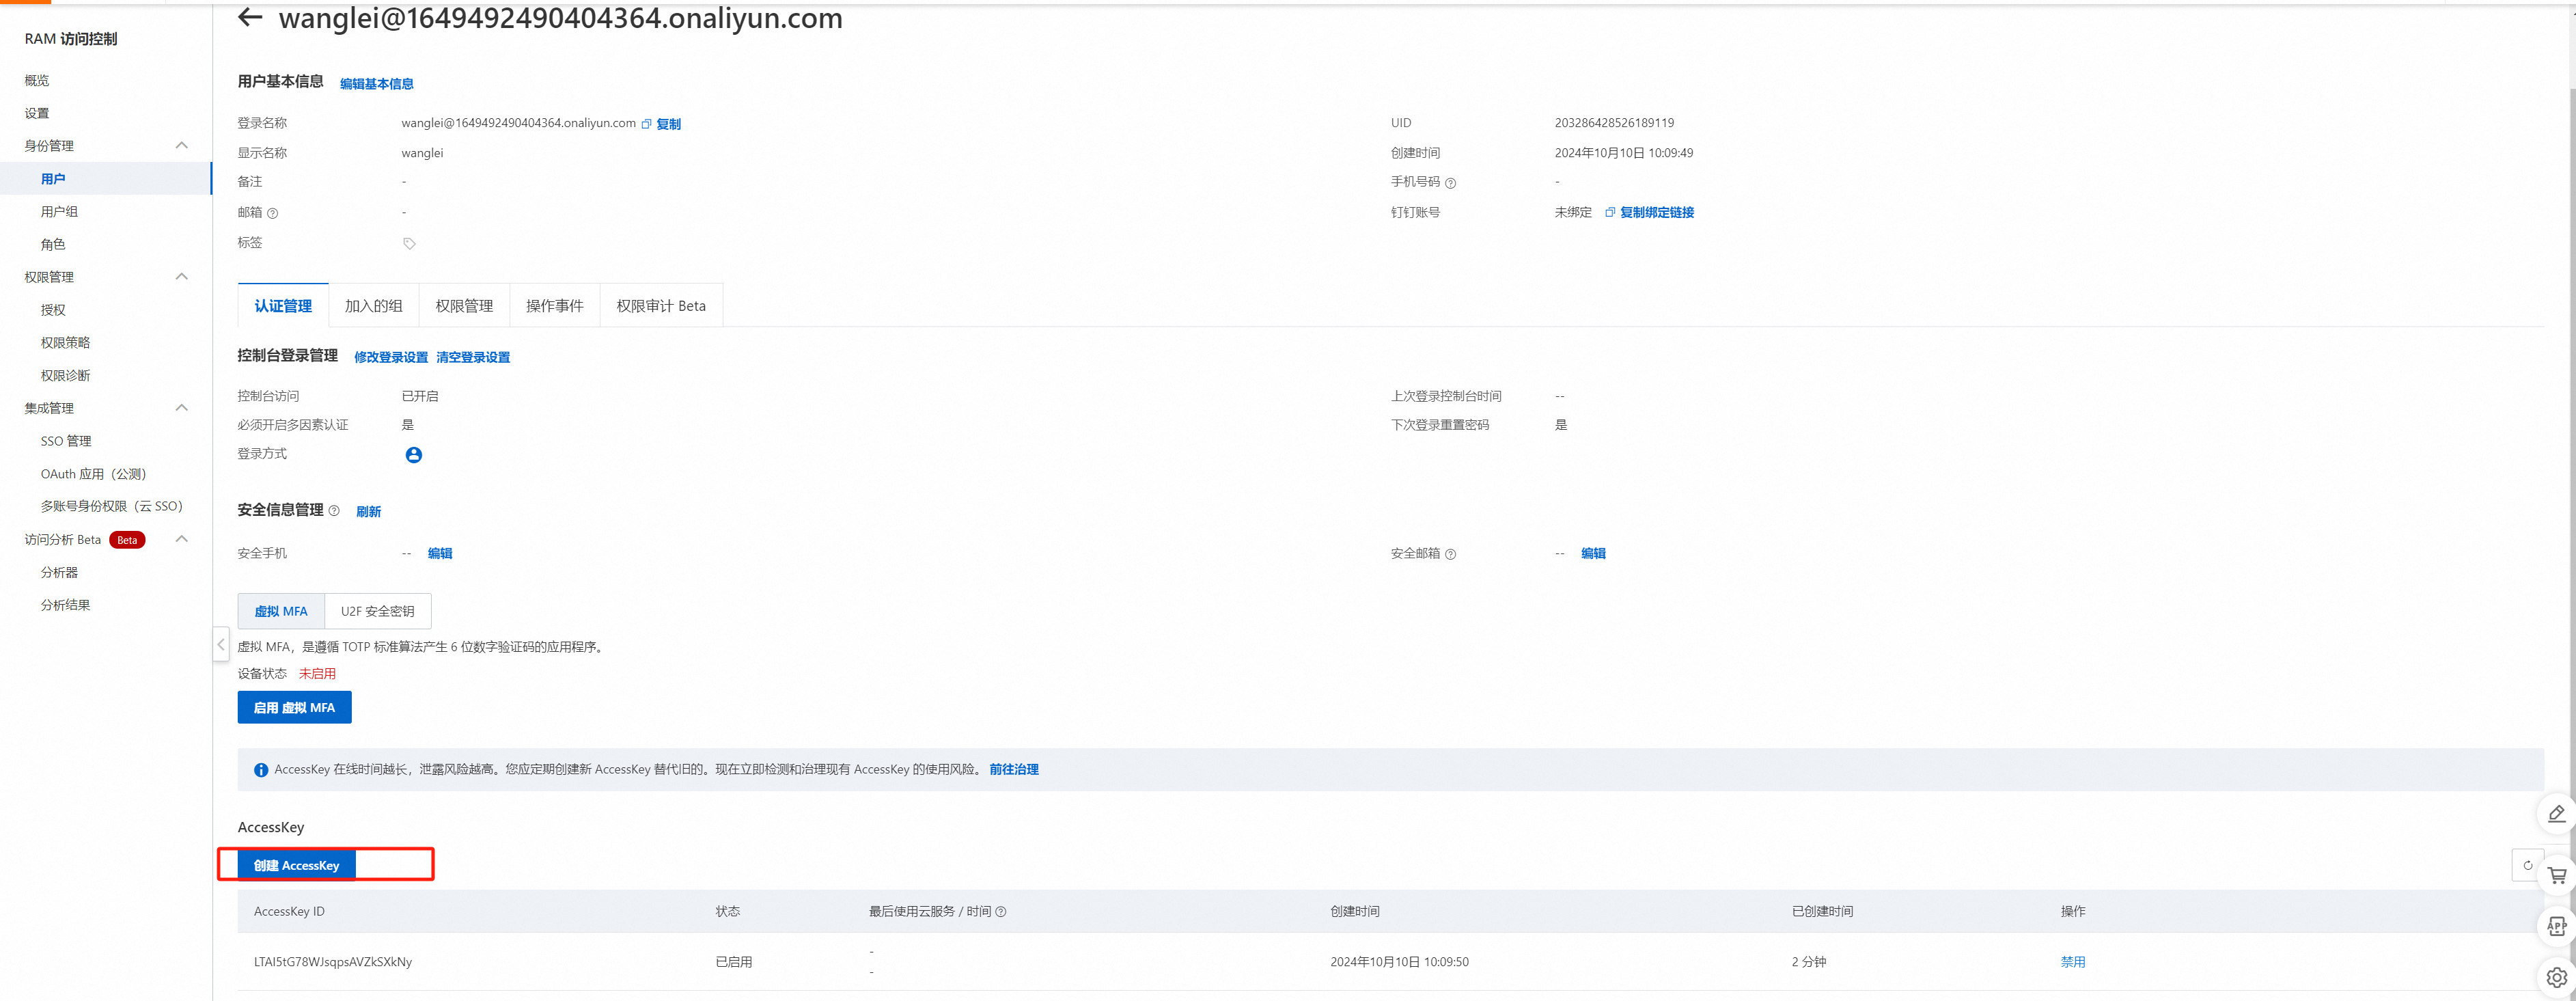 wanglei@1649492490404364.onaliyun.com
RAM 访问控制
概览
设置
身份管理
用户
用户组
角色
权限管理
授权
权限策略
权限诊断
集成管理
SSO 管理
OAuth 应用（公测）
多账号身份权限（云 SSO）
访问分析 Beta Beta
分析器
分析结果
用户基本信息 编辑基本信息
登录名称 wanglei@1649492490404364.onaliyun.com 复制 UID 203286428526189119
显示名称 wanglei 创建时间 2024年10月10日 10:09:49
备注 - 手机号码 -
邮箱 - 钉钉账号 未绑定 复制绑定链接
标签
认证管理 加入的组 权限管理 操作事件 权限审计 Beta
控制台登录管理 修改登录设置 清空登录设置
控制台访问 已开启 上次登录控制台时间 --
必须开启多因素认证 是 下次登录重置密码 是
登录方式
安全信息管理 刷新
安全手机 -- 编辑 安全邮箱 -- 编辑
虚拟 MFA U2F 安全密钥
虚拟 MFA，是遵循 TOTP 标准算法产生 6 位数字验证码的应用程序。
设备状态 未启用
启用 虚拟 MFA
AccessKey 在线时间越长，泄露风险越高。您应定期创建新 AccessKey 替代旧的。现在立即检测和治理现有 AccessKey 的使用风险。 前往治理
AccessKey
创建 AccessKey
AccessKey ID 状态 最后使用云服务 / 时间 创建时间 已创建时间 操作
LTAI5tG78WJsqpsAVZkSXkNy 已启用 - - 2024年10月10日 10:09:50 2 分钟 禁用
APP